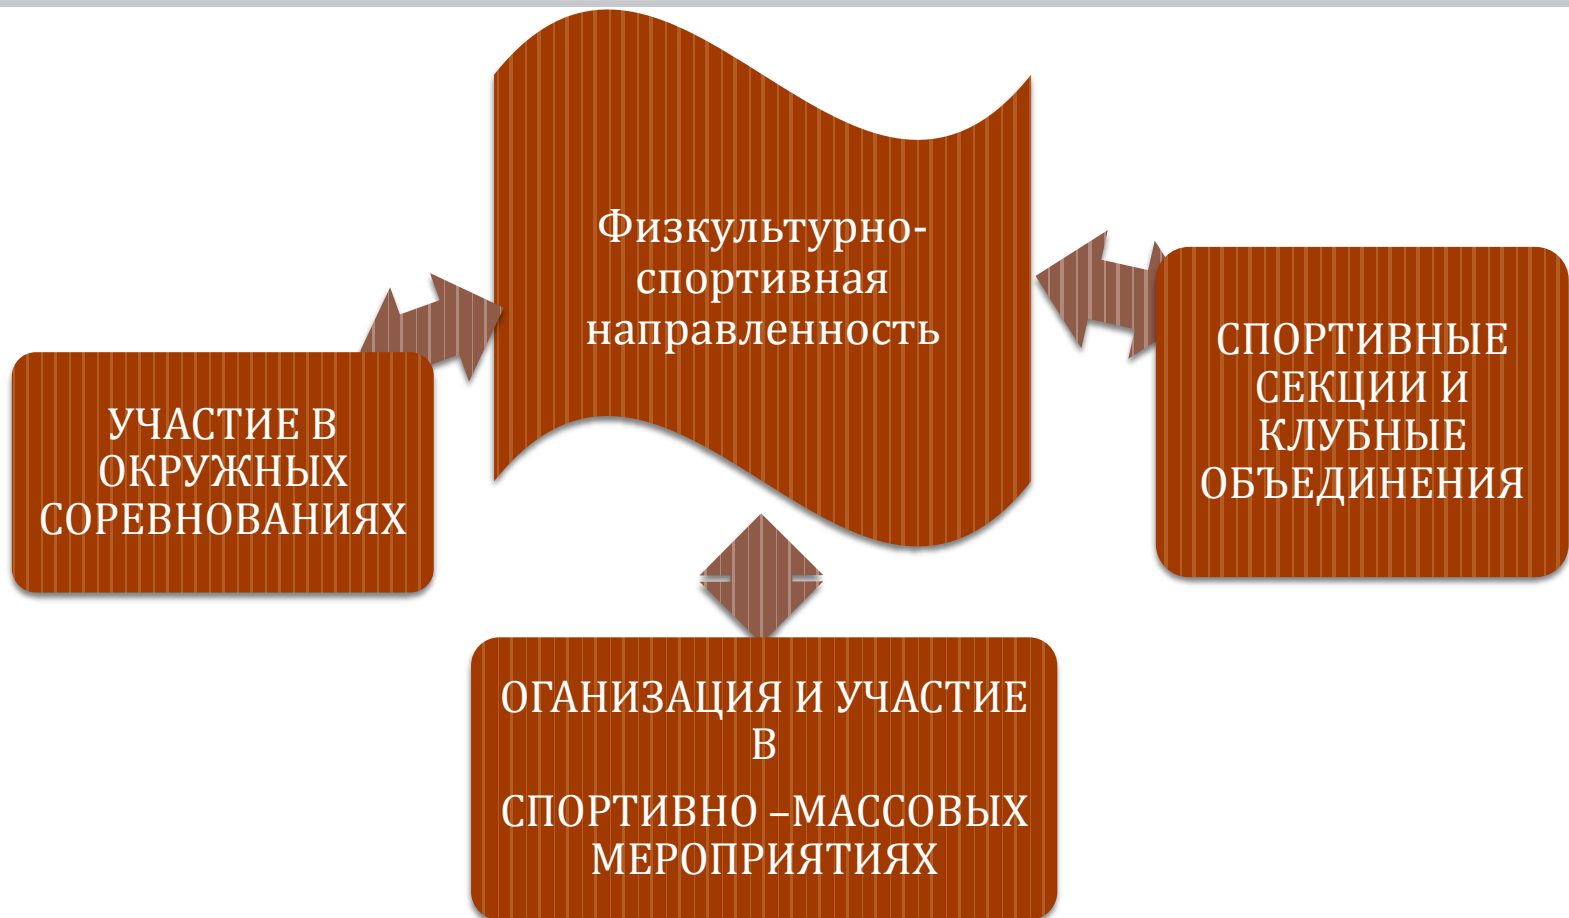 Физкультурно-
спортивная
направленность
УЧАСТИЕ В
ОКРУЖНЫХ
СОРЕВНОВАНИЯХ
СПОРТИВНЫЕ
СЕКЦИИ И
КЛУБНЫЕ
ОБЪЕДИНЕНИЯ
ОГАНИЗАЦИЯ И УЧАСТИЕ
В
СПОРТИВНО –МАССОВЫХ
МЕРОПРИЯТИЯХ